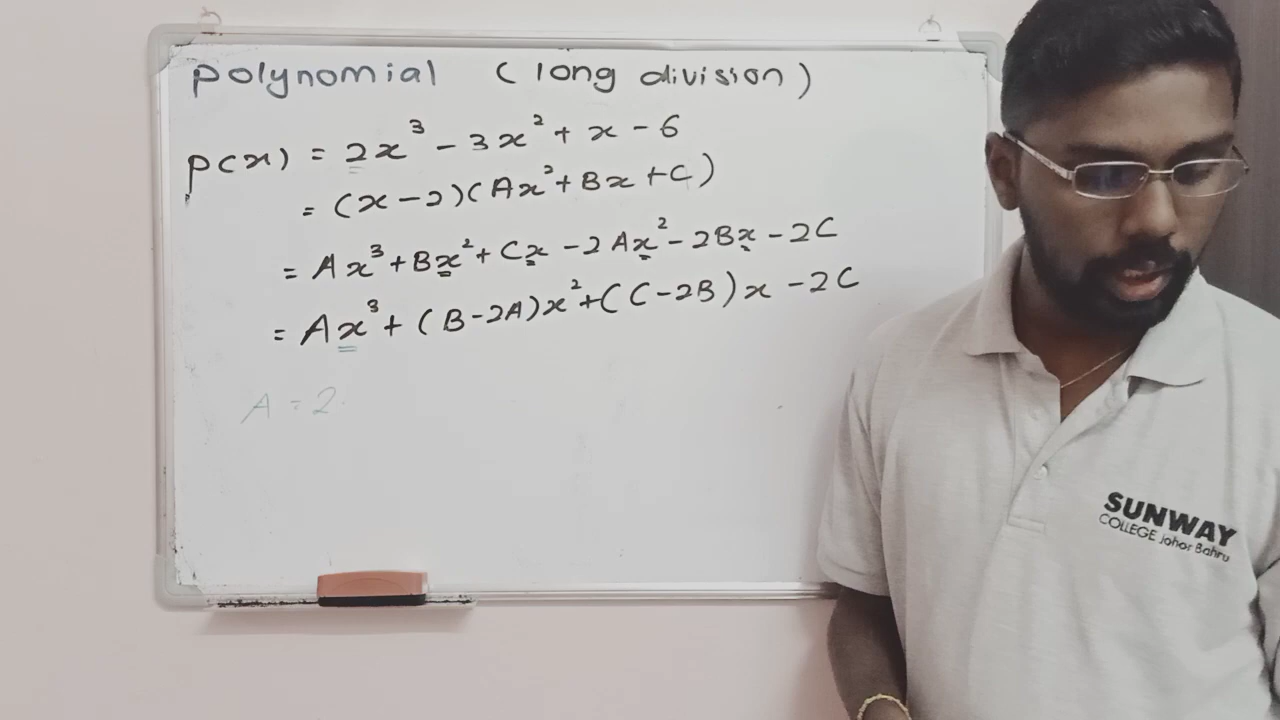 polynomial (long division)
p(x) = 2x³ - 3x² + x - 6
= (x - 2)(Ax² + Bx + C)
= Ax³ + Bx² + Cx - 2Ax² - 2Bx - 2C
= Ax³ + (B-2A)x² + (C-2B)x - 2C
A = 2
SUNWAY
COLLEGE Johor Bahru